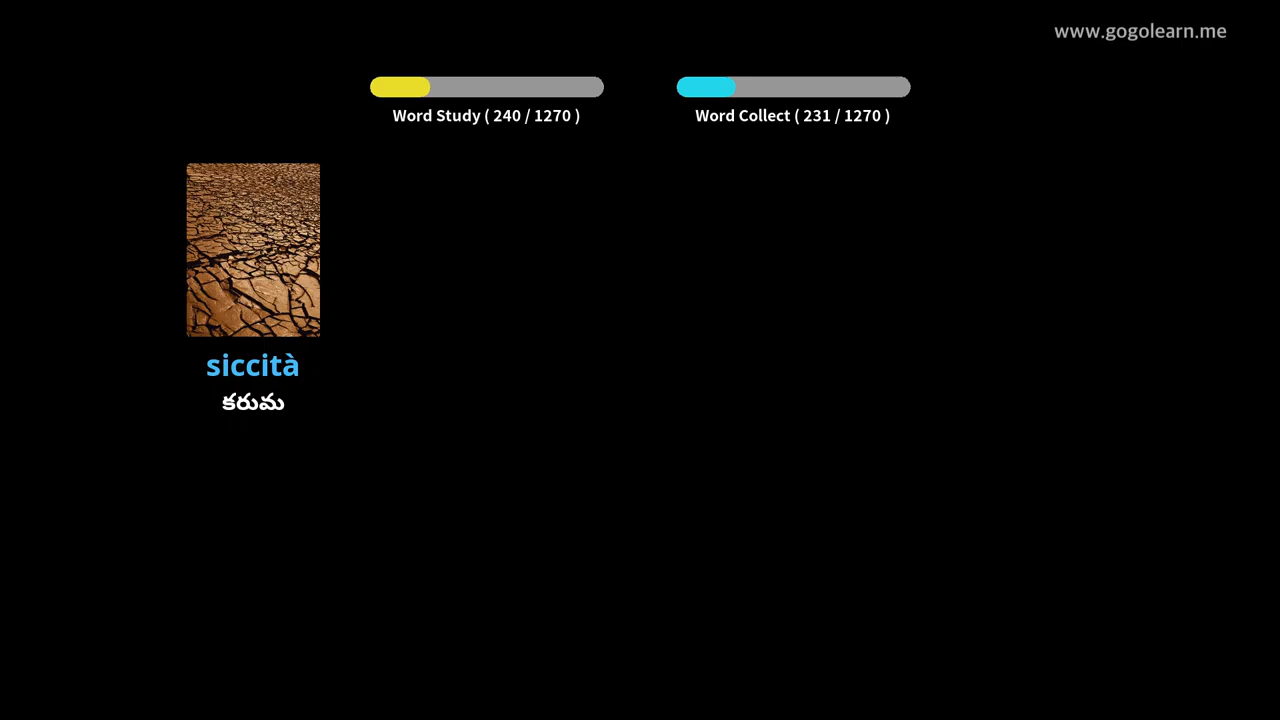 www.gogolearn.me
Word Study ( 240 / 1270 )
Word Collect ( 231 / 1270 )
siccità
కరుమ